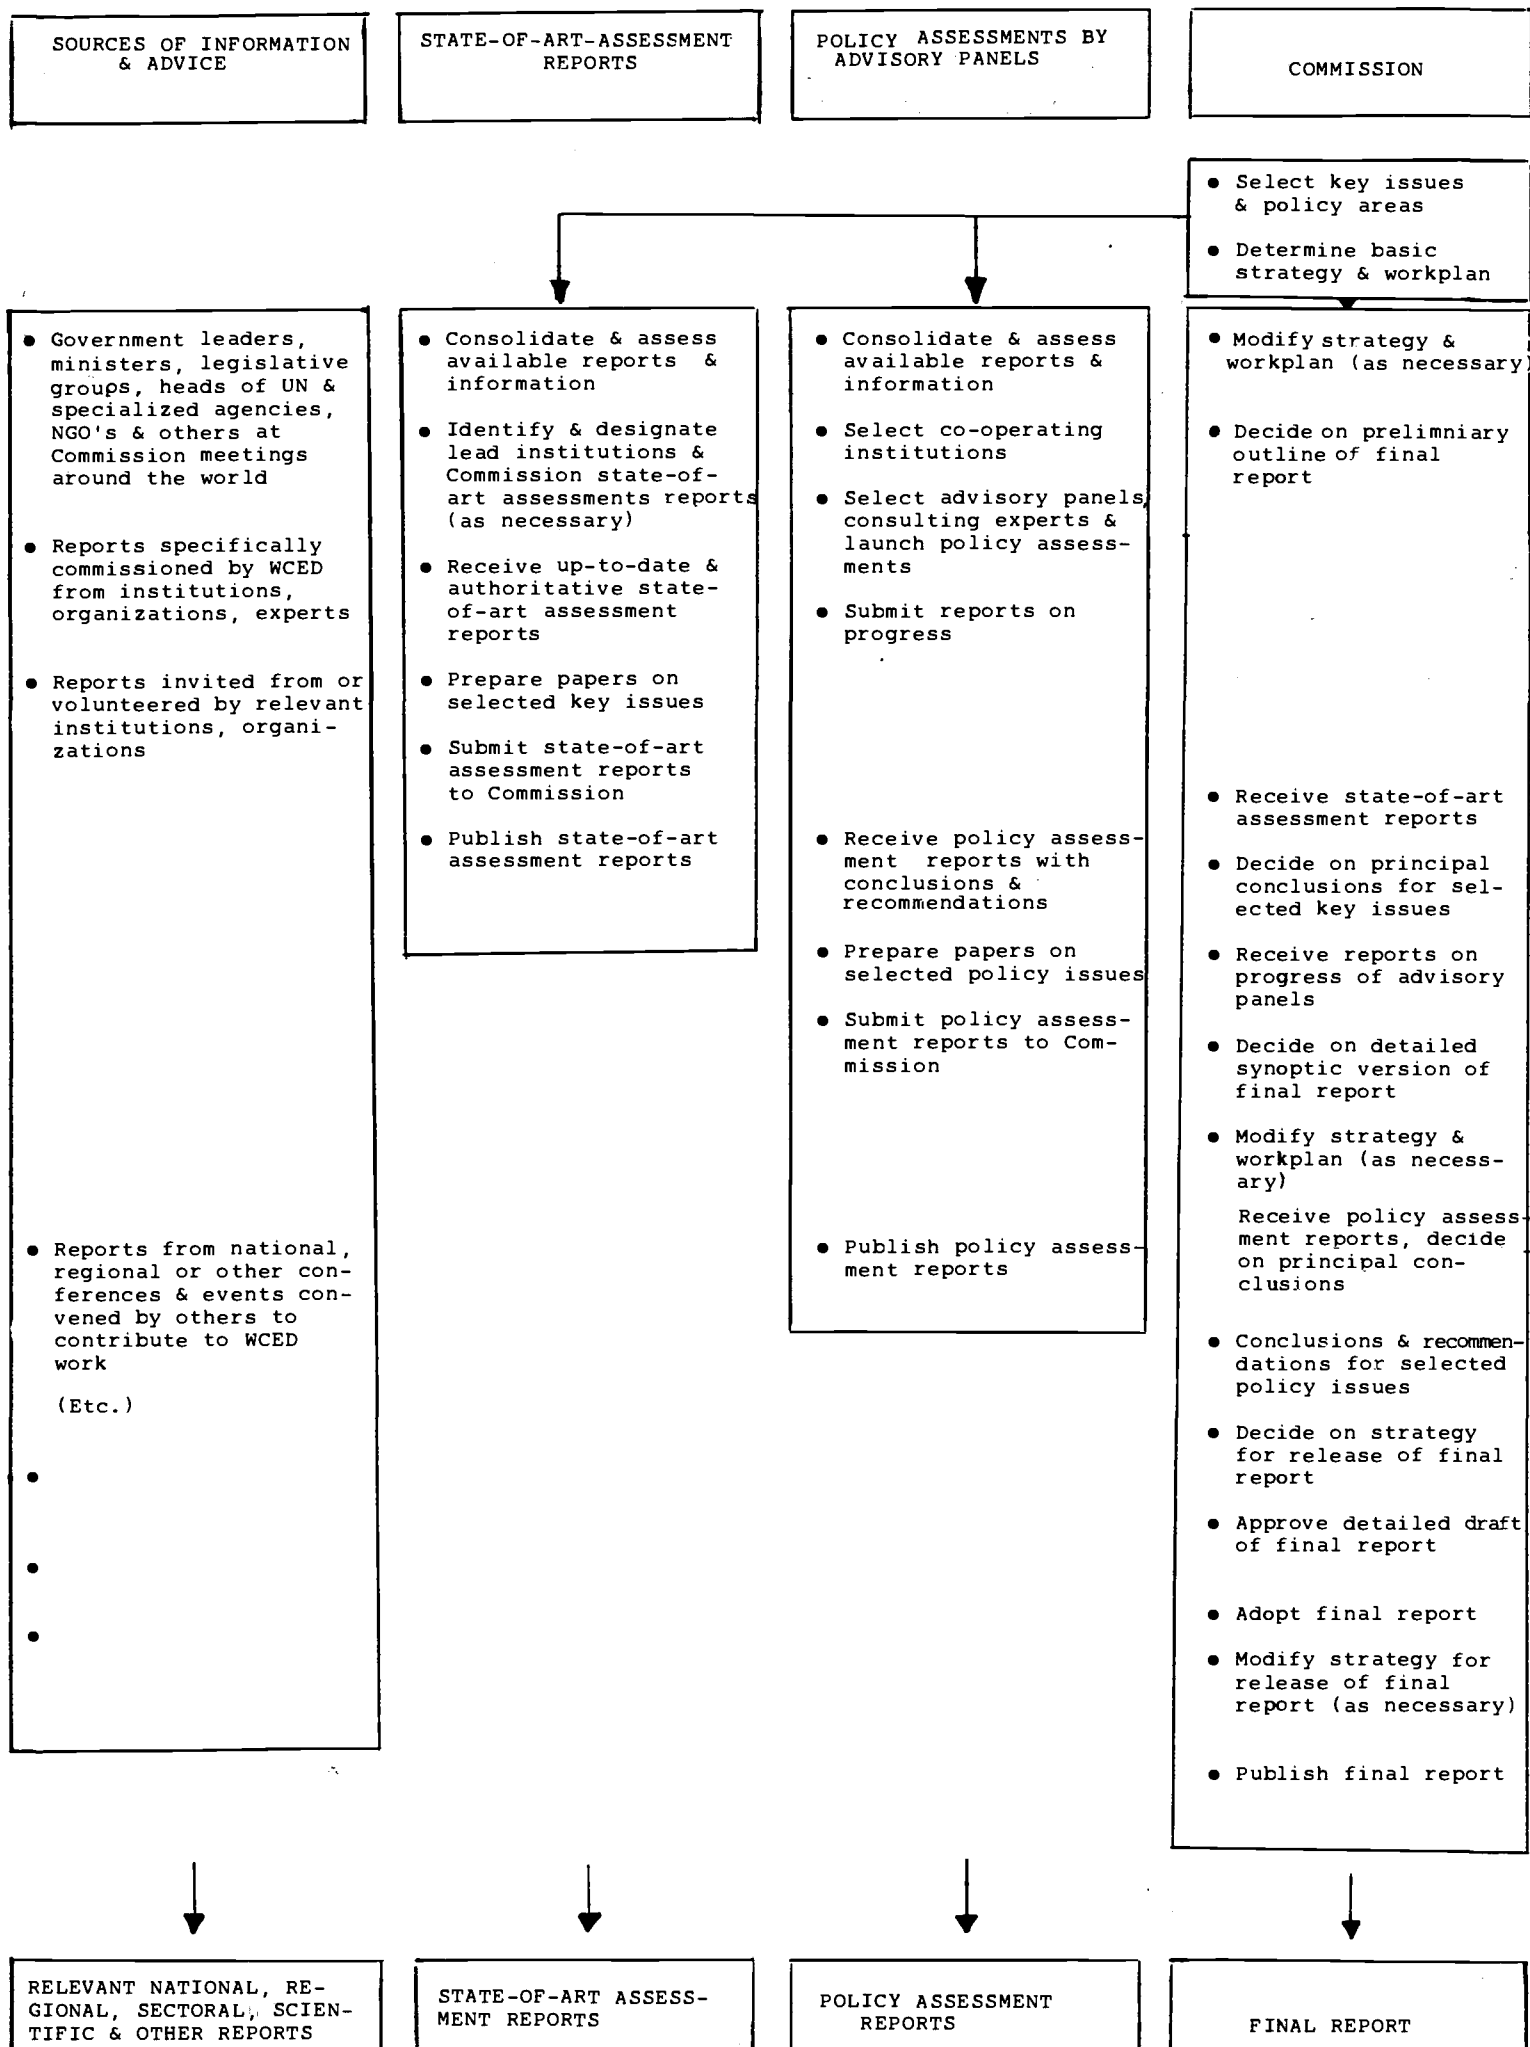 SOURCES OF INFORMATION
& ADVICE
STATE-OF-ART-ASSESSMENT
REPORTS
POLICY ASSESSMENTS BY
ADVISORY PANELS
COMMISSION
● Select key issues
& policy areas
● Determine basic
strategy & workplan
● Government leaders,
ministers, legislative
groups, heads of UN &
specialized agencies,
NGO's & others at
Commission meetings
around the world
● Reports specifically
commissioned by WCED
from institutions,
organizations, experts
● Reports invited from or
volunteered by relevant
institutions, organi-
zations
● Reports from national,
regional or other con-
ferences & events con-
vened by others to
contribute to WCED
work
(Etc.)
●
●
●
● Consolidate & assess
available reports &
information
● Identify & designate
lead institutions &
Commission state-of-
art assessments reports
(as necessary)
● Receive up-to-date &
authoritative state-
of-art assessment
reports
● Prepare papers on
selected key issues
● Submit state-of-art
assessment reports
to Commission
● Publish state-of-art
assessment reports
● Consolidate & assess
available reports &
information
● Select co-operating
institutions
● Select advisory panels,
consulting experts &
launch policy assess-
ments
● Submit reports on
progress
● Receive policy assess-
ment reports with
conclusions &
recommendations
● Prepare papers on
selected policy issues
● Submit policy assess-
ment reports to Com-
mission
● Publish policy assess-
ment reports
● Modify strategy &
workplan (as necessary)
● Decide on prelimniary
outline of final
report
● Receive state-of-art
assessment reports
● Decide on principal
conclusions for sel-
ected key issues
● Receive reports on
progress of advisory
panels
● Decide on detailed
synoptic version of
final report
● Modify strategy &
workplan (as necess-
ary)
Receive policy assess-
ment reports, decide
on principal con-
clusions
● Conclusions & recommen-
dations for selected
policy issues
● Decide on strategy
for release of final
report
● Approve detailed draft
of final report
● Adopt final report
● Modify strategy for
release of final
report (as necessary)
● Publish final report
RELEVANT NATIONAL, RE-
GIONAL, SECTORAL, SCIEN-
TIFIC & OTHER REPORTS
STATE-OF-ART ASSESS-
MENT REPORTS
POLICY ASSESSMENT
REPORTS
FINAL REPORT